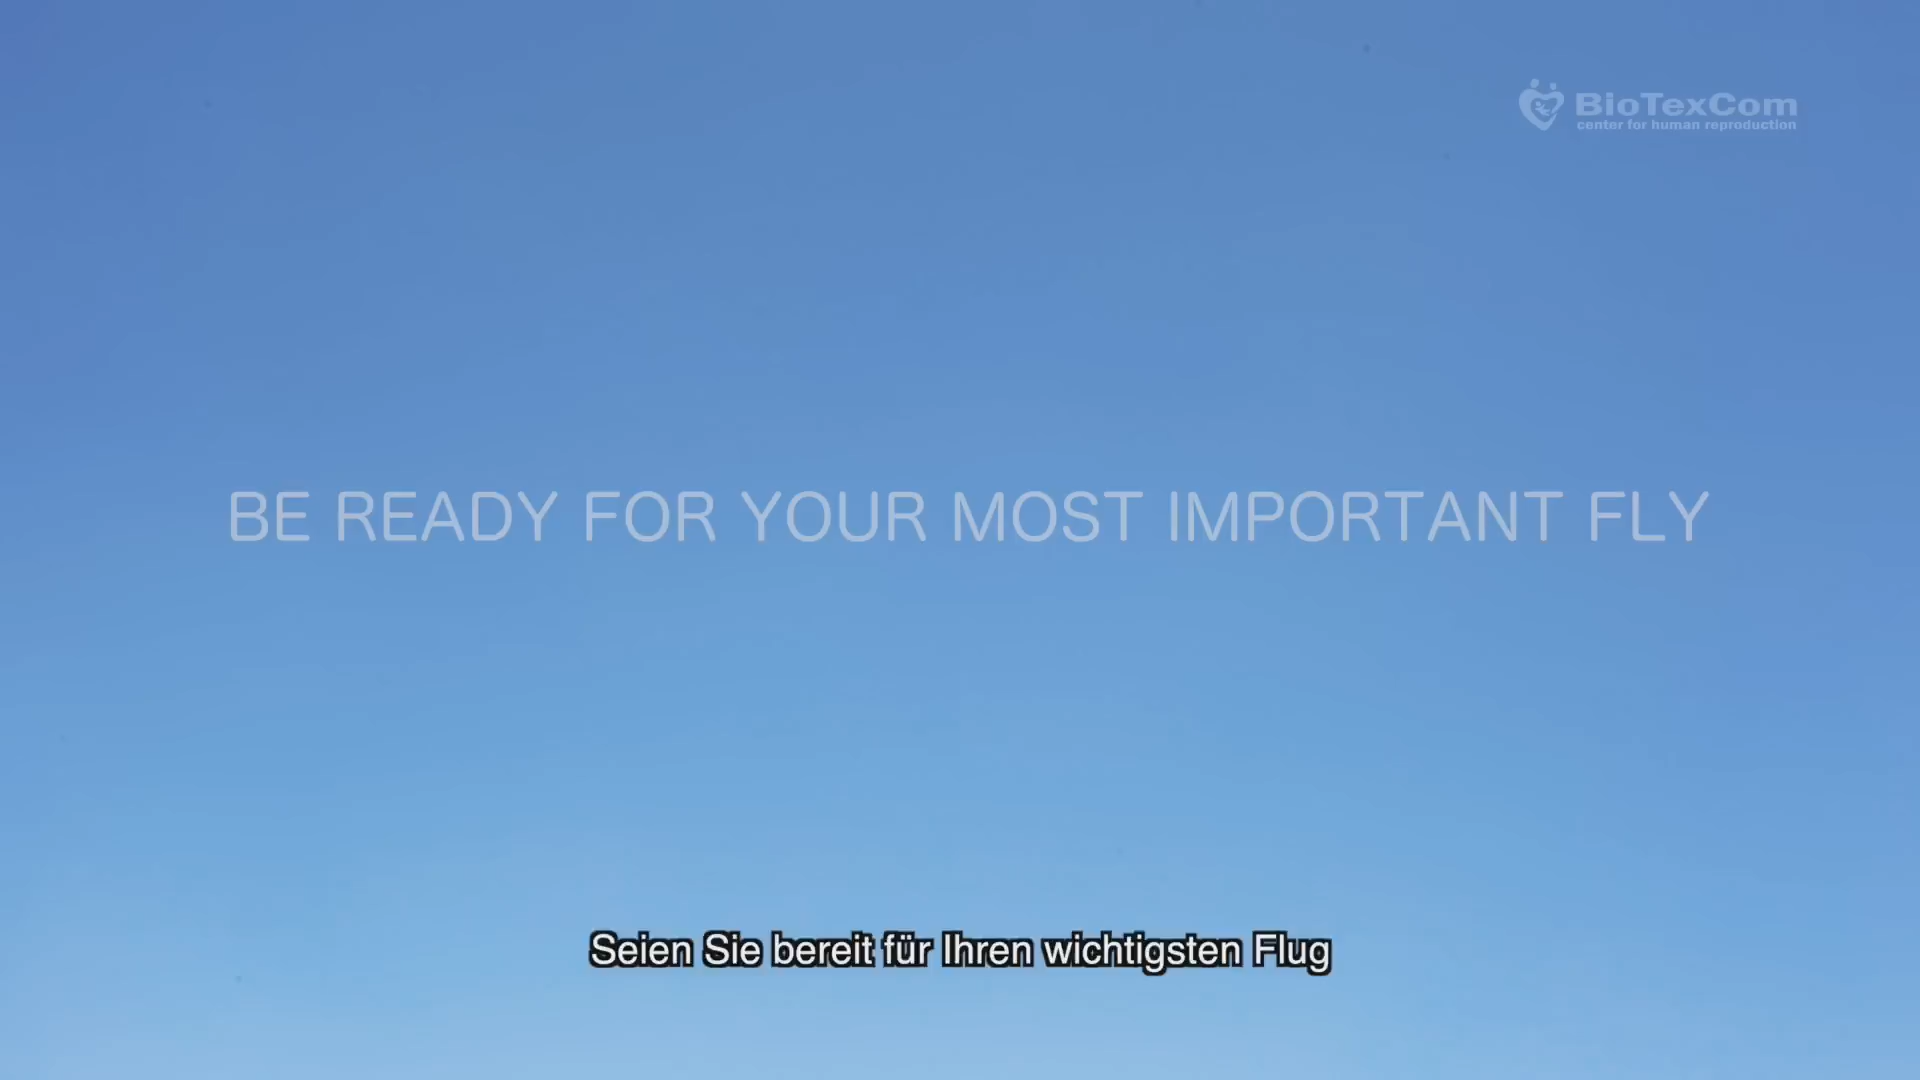 BioTexCom
center for human reproduction
BE READY FOR YOUR MOST IMPORTANT FLY
Seien Sie bereit für Ihren wichtigsten Flug